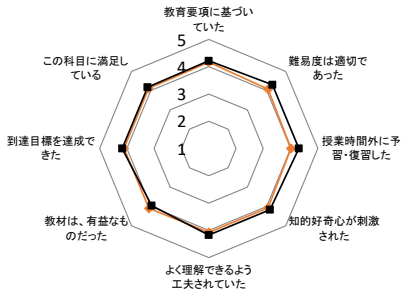 教育要項に基づい
ていた
難易度は適切で
あった
授業時間外に予
習・復習した
知的好奇心が刺激
された
よく理解できるよう
工夫されていた
教材は、有益なも
のだった
到達目標を達成で
きた
この科目に満足し
ている
5
4
3
2
1